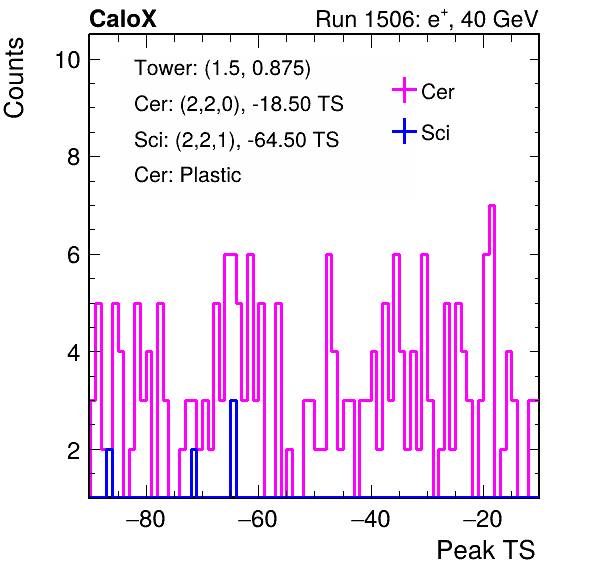 CaloX Run 1506: e⁺, 40 GeV
Counts
10
8
6
4
2
Tower: (1.5, 0.875)
Cer: (2,2,0), -18.50 TS
Sci: (2,2,1), -64.50 TS
Cer: Plastic
Cer
Sci
−80 −60 −40 −20
Peak TS